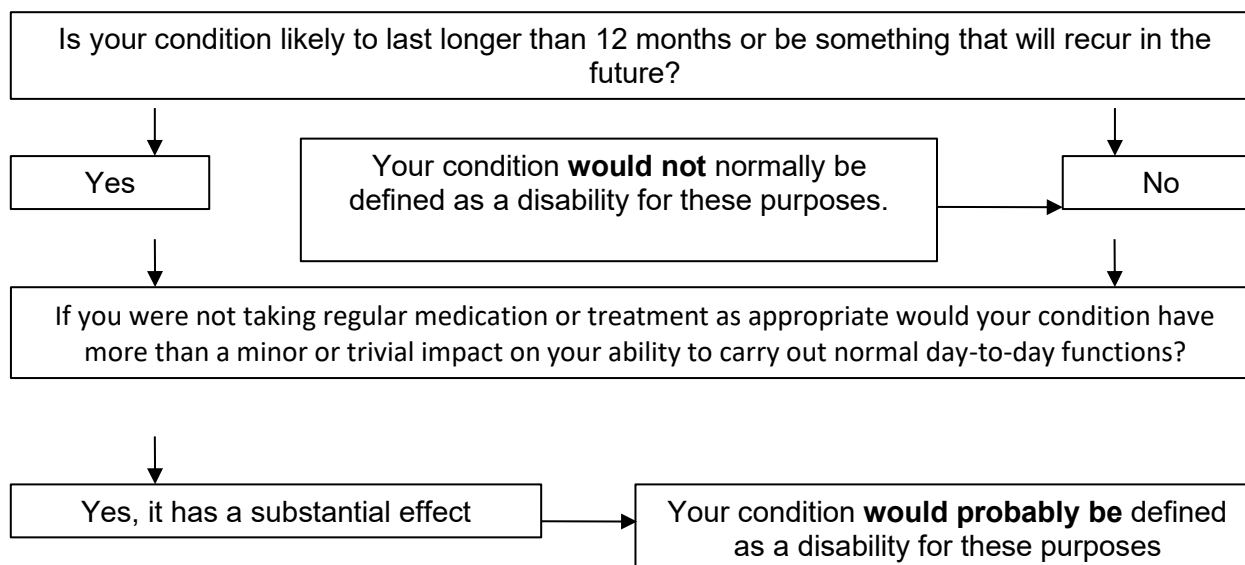 Is your condition likely to last longer than 12 months or be something that will recur in the
future?
Yes
Your condition would not normally be
defined as a disability for these purposes.
No
If you were not taking regular medication or treatment as appropriate would your condition have
more than a minor or trivial impact on your ability to carry out normal day-to-day functions?
Yes, it has a substantial effect
Your condition would probably be defined
as a disability for these purposes